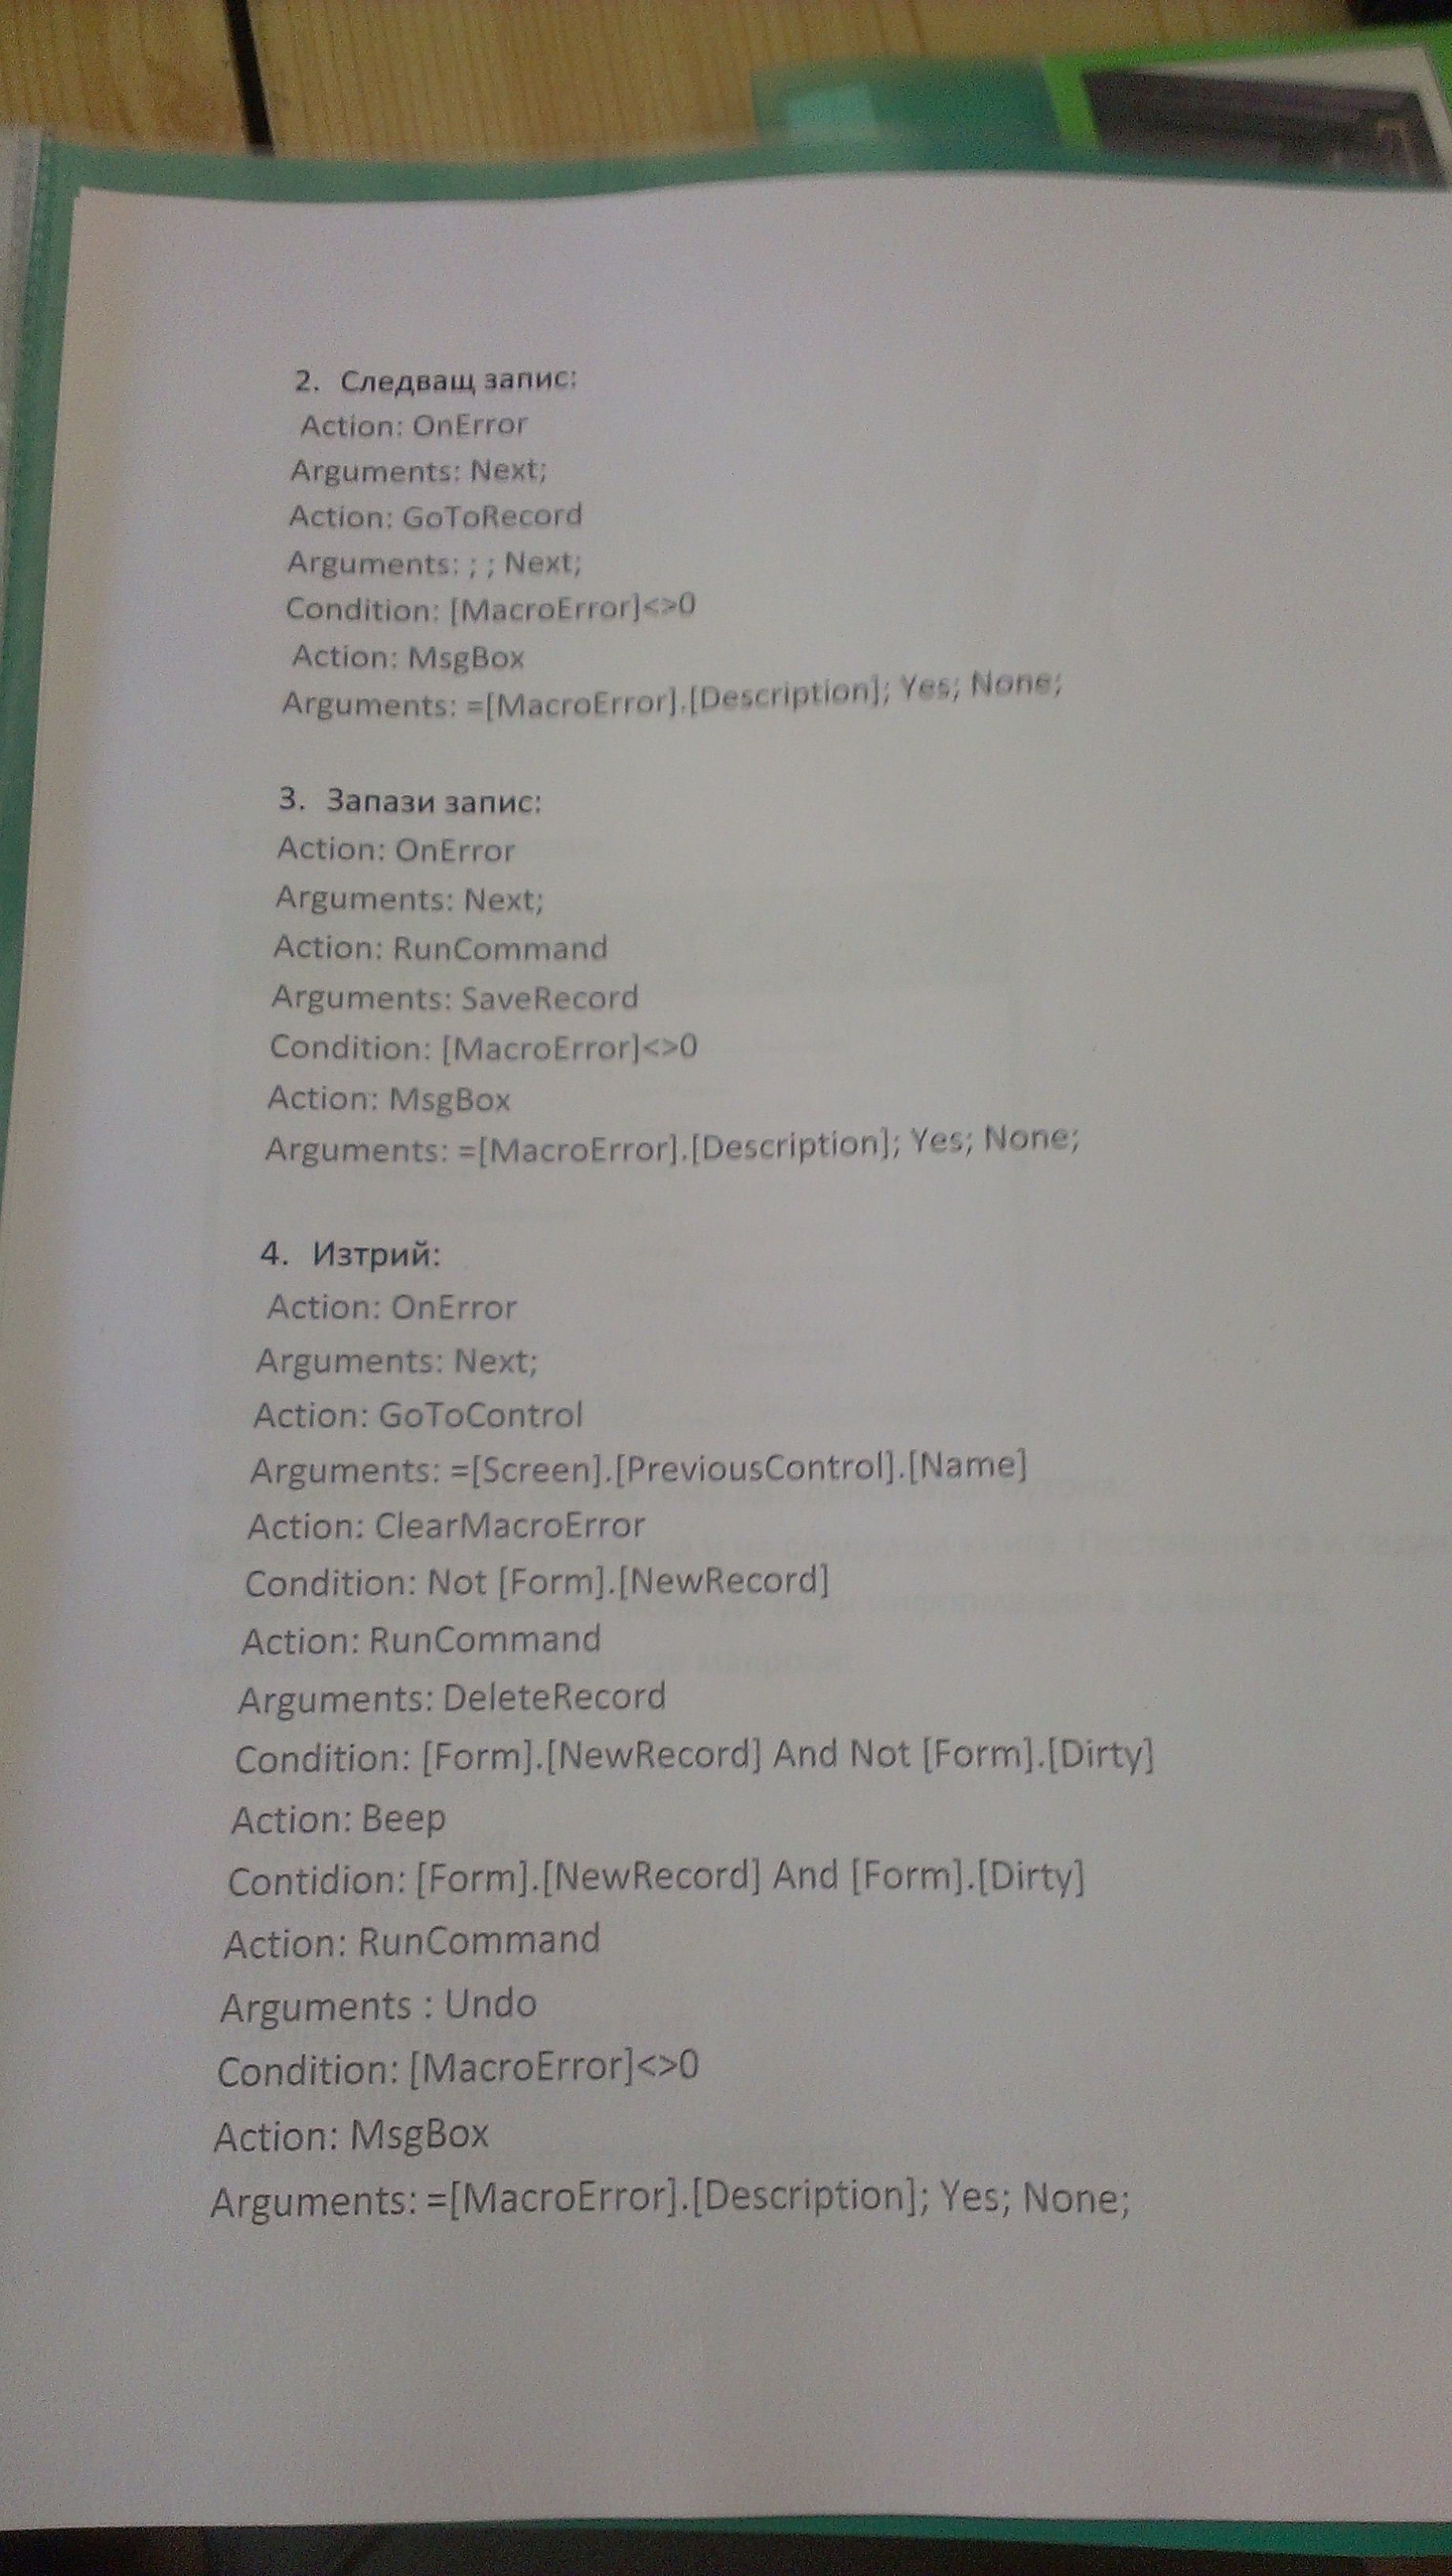 2. Следващ запис:
Action: OnError
Arguments: Next;
Action: GoToRecord
Arguments: ; ; Next;
Condition: [MacroError]<>0
Action: MsgBox
Arguments: =[MacroError].[Description]; Yes; None;
3. Запази запис:
Action: OnError
Arguments: Next;
Action: RunCommand
Arguments: SaveRecord
Condition: [MacroError]<>0
Action: MsgBox
Arguments: =[MacroError].[Description]; Yes; None;
4. Изтрий:
Action: OnError
Arguments: Next;
Action: GoToControl
Arguments: =[Screen].[PreviousControl].[Name]
Action: ClearMacroError
Condition: Not [Form].[NewRecord]
Action: RunCommand
Arguments: DeleteRecord
Condition: [Form].[NewRecord] And Not [Form].[Dirty]
Action: Beep
Contidion: [Form].[NewRecord] And [Form].[Dirty]
Action: RunCommand
Arguments : Undo
Condition: [MacroError]<>0
Action: MsgBox
Arguments: =[MacroError].[Description]; Yes; None;